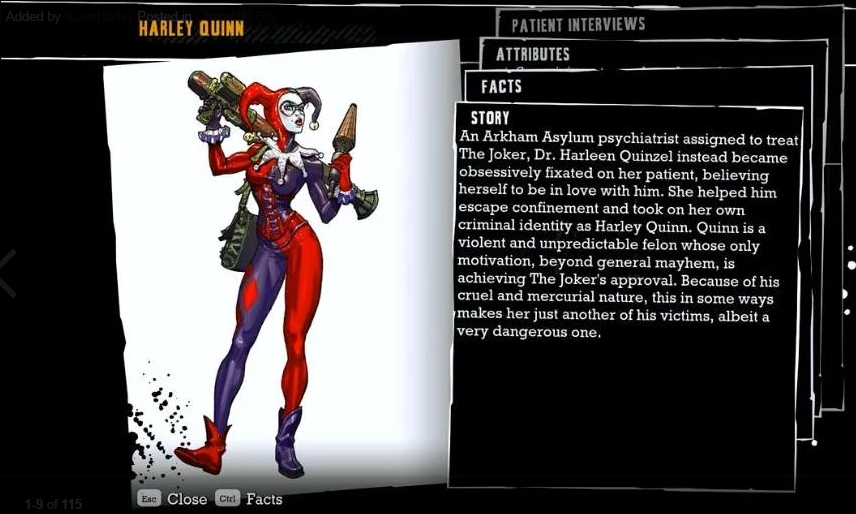 Added by iLoveHarley Posted in
HARLEY QUINN
PATIENT INTERVIEWS
ATTRIBUTES
FACTS
STORY
An Arkham Asylum psychiatrist assigned to treat
The Joker, Dr. Harleen Quinzel instead became
obsessively fixated on her patient, believing
herself to be in love with him. She helped him
escape confinement and took on her own
criminal identity as Harley Quinn. Quinn is a
violent and unpredictable felon whose only
motivation, beyond general mayhem, is
achieving The Joker's approval. Because of his
cruel and mercurial nature, this in some ways
makes her just another of his victims, albeit a
very dangerous one.
1-9 of 115
Esc Close Ctrl Facts